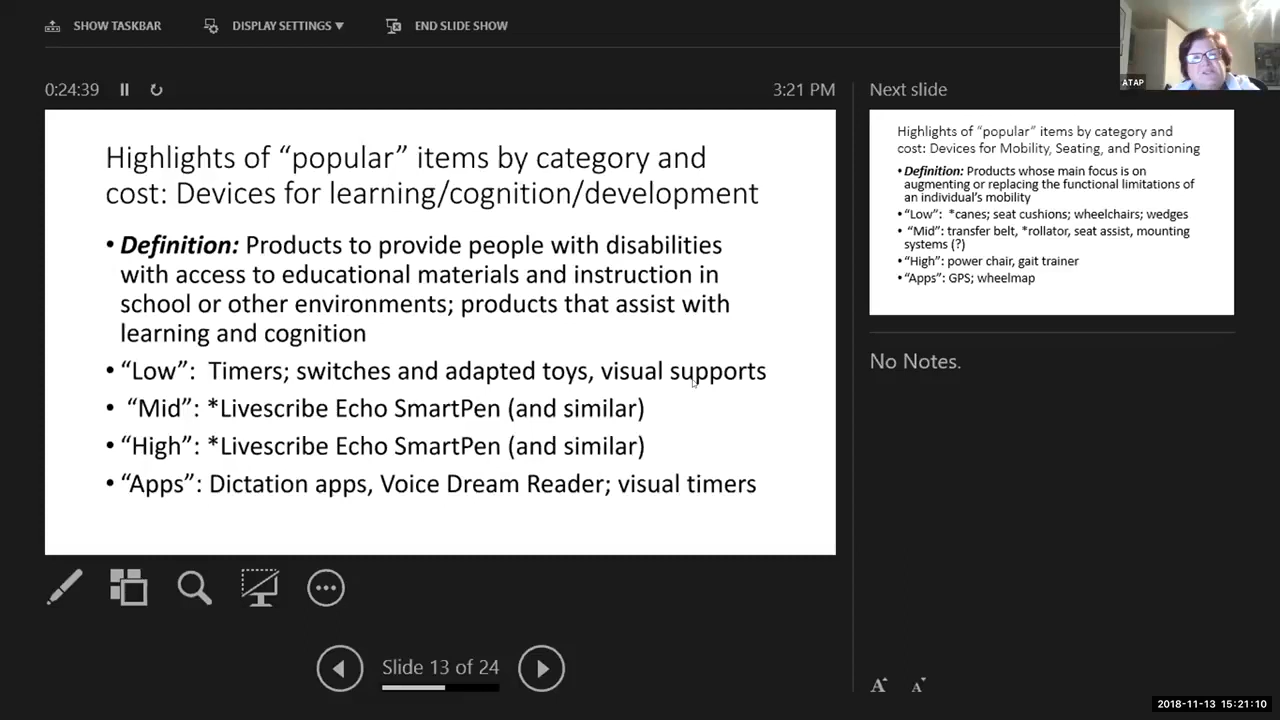 SHOW TASKBAR
DISPLAY SETTINGS ▼
END SLIDE SHOW
ATAP
0:24:39
3:21 PM
Highlights of “popular” items by category and
cost: Devices for learning/cognition/development
• Definition: Products to provide people with disabilities
with access to educational materials and instruction in
school or other environments; products that assist with
learning and cognition
• “Low”: Timers; switches and adapted toys, visual supports
• “Mid”: *Livescribe Echo SmartPen (and similar)
• “High”: *Livescribe Echo SmartPen (and similar)
• “Apps”: Dictation apps, Voice Dream Reader; visual timers
Slide 13 of 24
Next slide
Highlights of “popular” items by category and
cost: Devices for Mobility, Seating, and Positioning
• Definition: Products whose main focus is on
augmenting or replacing the functional limitations of
an individual’s mobility
• “Low”: *canes; seat cushions; wheelchairs; wedges
• “Mid”: transfer belt, *rollator, seat assist, mounting
systems (?)
• “High”: power chair, gait trainer
• “Apps”: GPS; wheelmap
No Notes.
A A
2018-11-13 15:21:10